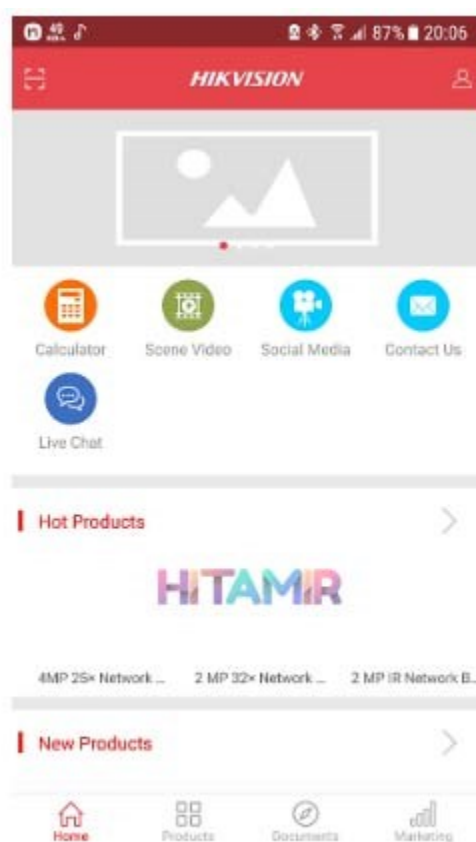 87% 20:06
HIKVISION
Calculator Scene Video Social Media Contact Us
Live Chat
Hot Products
HITAMIR
4MP 25× Network ... 2 MP 32× Network ... 2 MP IR Network B...
New Products
Home Products Documents Marketing